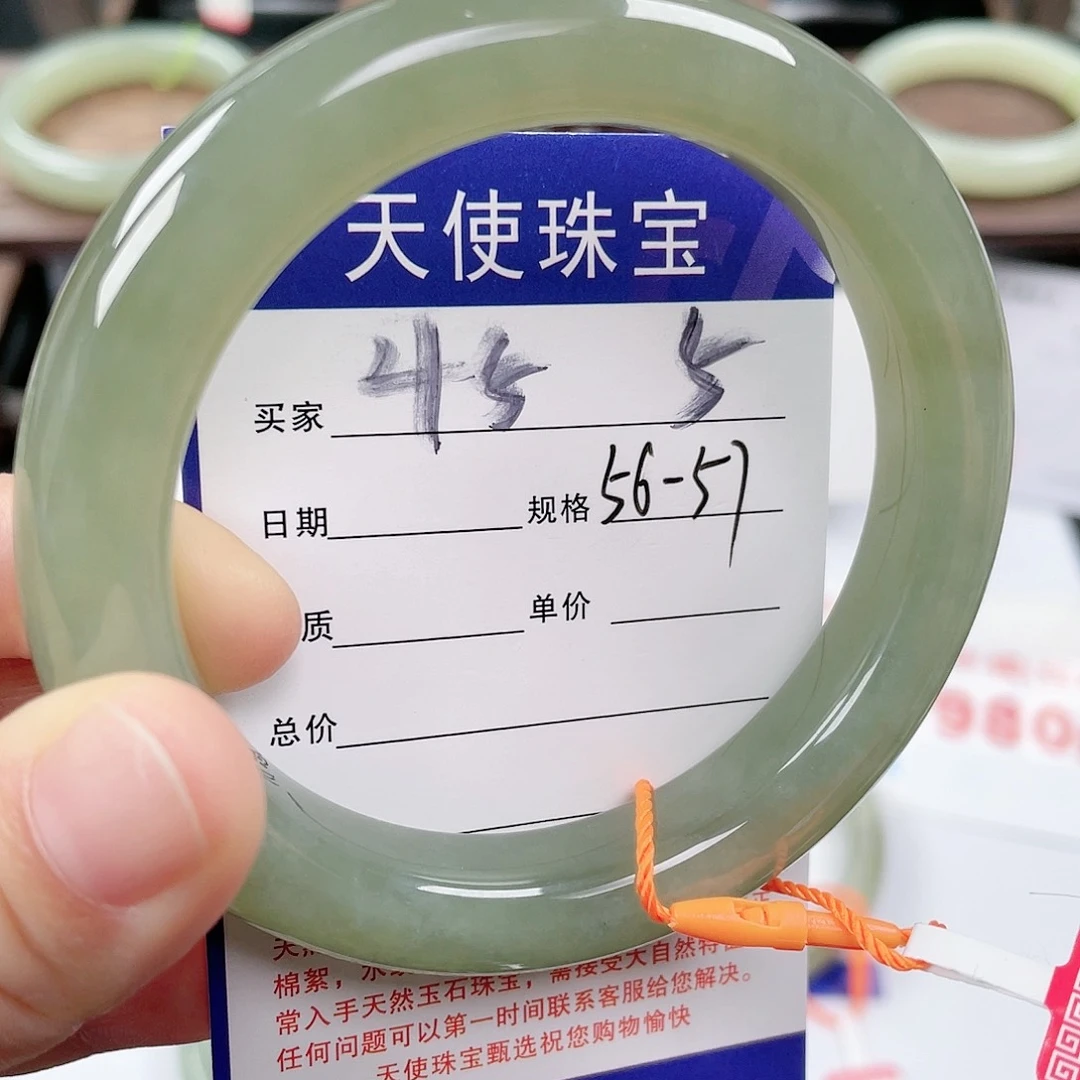 天使珠宝
买家 45 5
日期 规格 56-57
质 单价
总价
棉絮，
需接受大自然特
常入手天然玉石珠宝，
任何问题可以第一时间联系客服给您解决。
天使珠宝甄选祝您购物愉快
9806